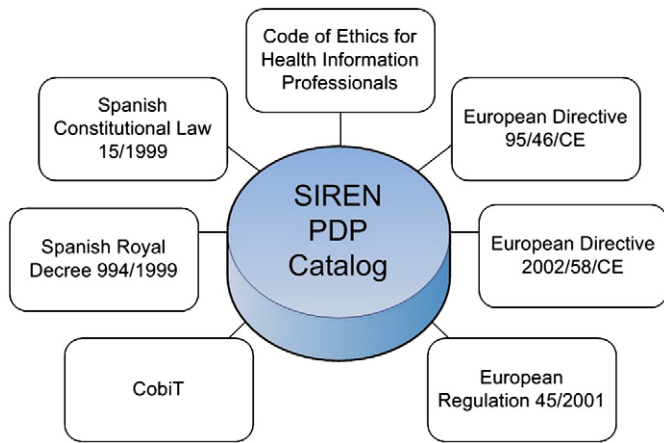 Code of Ethics for
Health Information
Professionals
Spanish
Constitutional Law
15/1999
European Directive
95/46/CE
SIREN
PDP
Catalog
Spanish Royal
Decree 994/1999
European Directive
2002/58/CE
CobiT
European
Regulation 45/2001